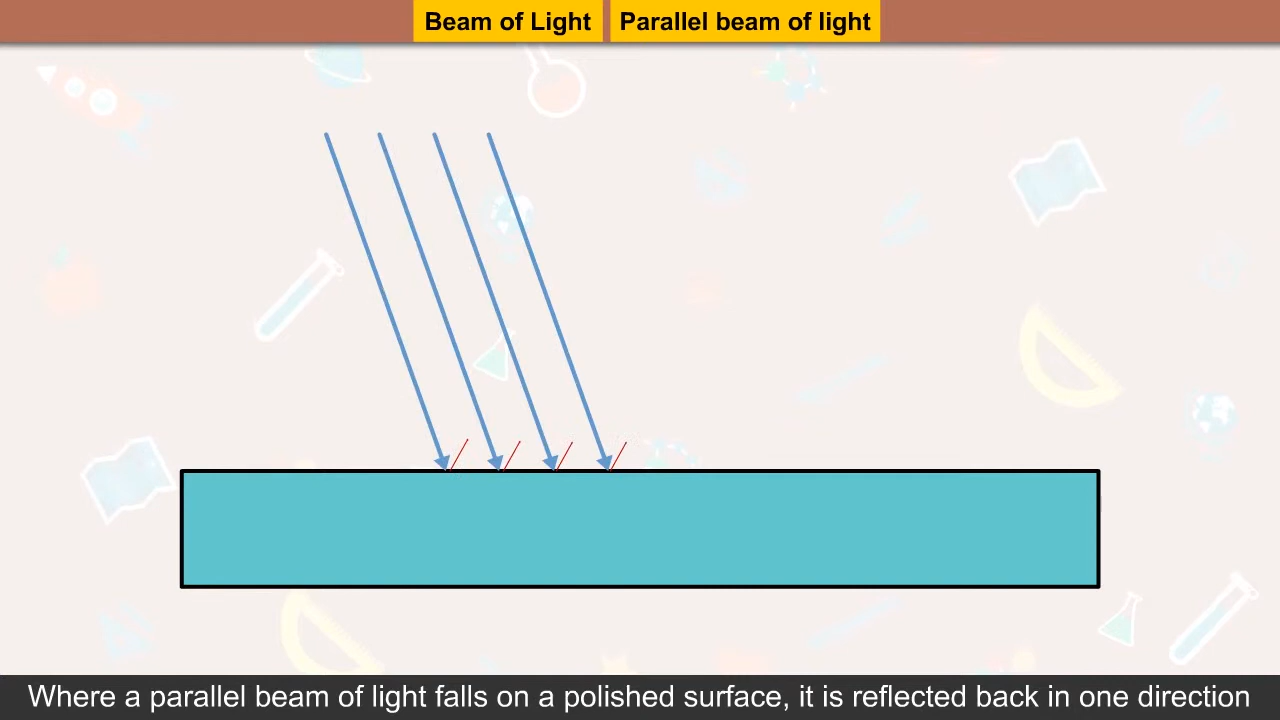 Beam of Light
Parallel beam of light
Where a parallel beam of light falls on a polished surface, it is reflected back in one direction